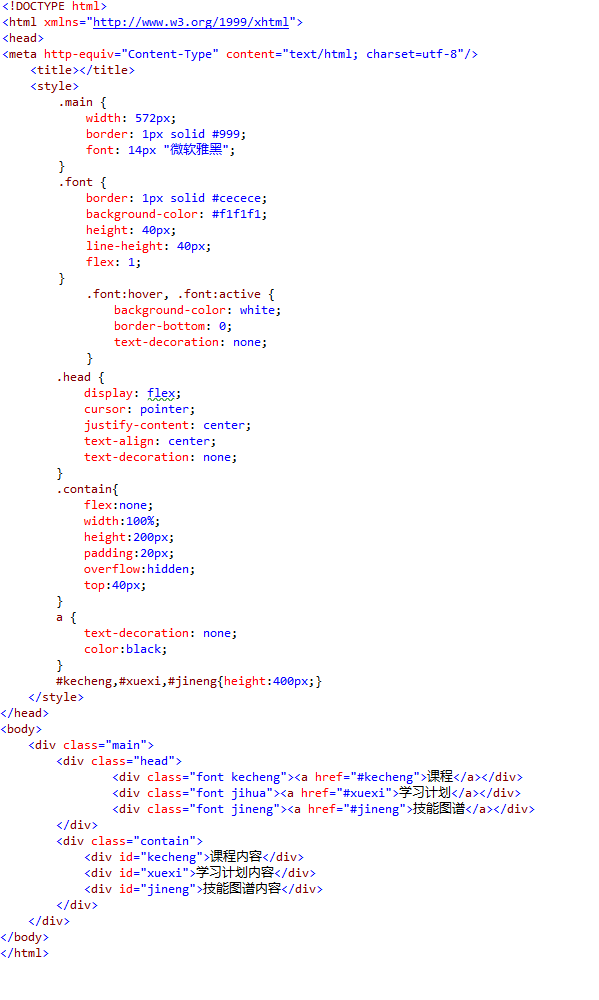 <!DOCTYPE html>
<html xmlns="http://www.w3.org/1999/xhtml">
<head>
<meta http-equiv="Content-Type" content="text/html; charset=utf-8"/>
    <title></title>
    <style>
        .main {
            width: 572px;
            border: 1px solid #999;
            font: 14px "微软雅黑";
        }
        .font {
            border: 1px solid #cecece;
            background-color: #f1f1f1;
            height: 40px;
            line-height: 40px;
            flex: 1;
        }
            .font:hover, .font:active {
                background-color: white;
                border-bottom: 0;
                text-decoration: none;
            }
        .head {
            display: flex;
            cursor: pointer;
            justify-content: center;
            text-align: center;
            text-decoration: none;
        }
        .contain{
            flex:none;
            width:100%;
            height:200px;
            padding:20px;
            overflow:hidden;
            top:40px;
        }
        a {
            text-decoration: none;
            color:black;
        }
        #kecheng,#xuexi,#jineng{height:400px;}
    </style>
</head>
<body>
    <div class="main">
        <div class="head">
                <div class="font kecheng"><a href="#kecheng">课程</a></div>
                <div class="font jihua"><a href="#xuexi">学习计划</a></div>
                <div class="font jineng"><a href="#jineng">技能图谱</a></div>
        </div>
        <div class="contain">
            <div id="kecheng">课程内容</div>
            <div id="xuexi">学习计划内容</div>
            <div id="jineng">技能图谱内容</div>
        </div>
    </div>
</body>
</html>